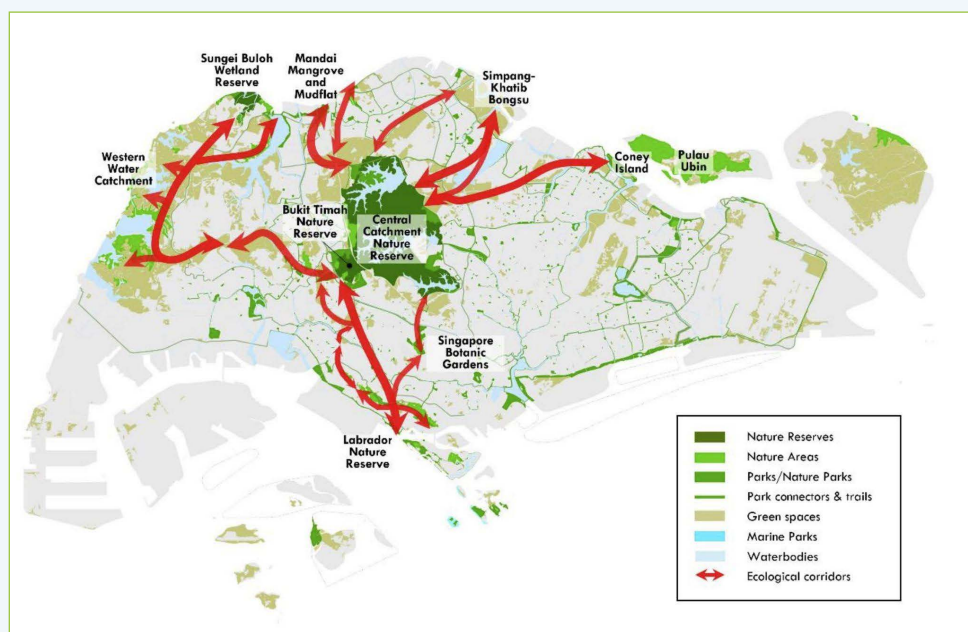 Sungei Buloh
Wetland
Reserve
Mandai
Mangrove
and
Mudflat
Simpang-
Khatib
Bongsu
Western
Water
Catchment
Coney
Island
Pulau
Ubin
Bukit Timah
Nature
Reserve
Central
Catchment
Nature
Reserve
Singapore
Botanic
Gardens
Labrador
Nature
Reserve
Nature Reserves
Nature Areas
Parks/Nature Parks
Park connectors & trails
Green spaces
Marine Parks
Waterbodies
Ecological corridors